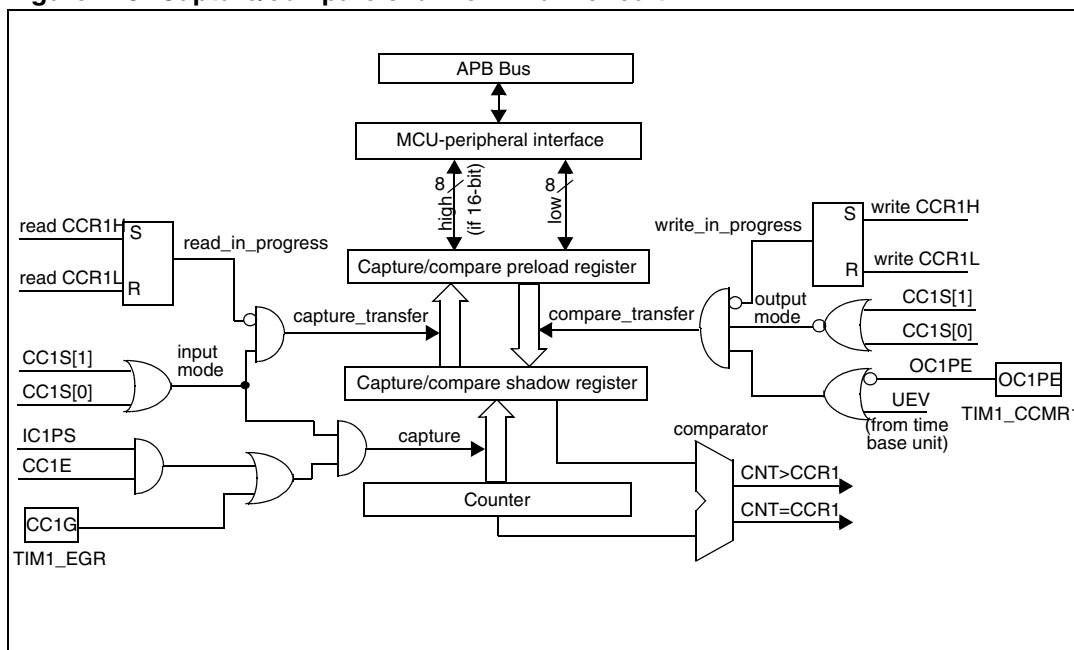 APB Bus
MCU-peripheral interface
8
high
(if 16-bit)
8
low
read CCR1H
S
read_in_progress
read CCR1L
R
write_in_progress
S
write CCR1H
R
write CCR1L
Capture/compare preload register
capture_transfer
compare_transfer
output
mode
CC1S[1]
CC1S[0]
CC1S[1]
input
mode
CC1S[0]
Capture/compare shadow register
OC1PE
OC1PE
UEV
TIM1_CCMR1
(from time
base unit)
IC1PS
CC1E
capture
comparator
Counter
CNT>CCR1
CNT=CCR1
CC1G
TIM1_EGR